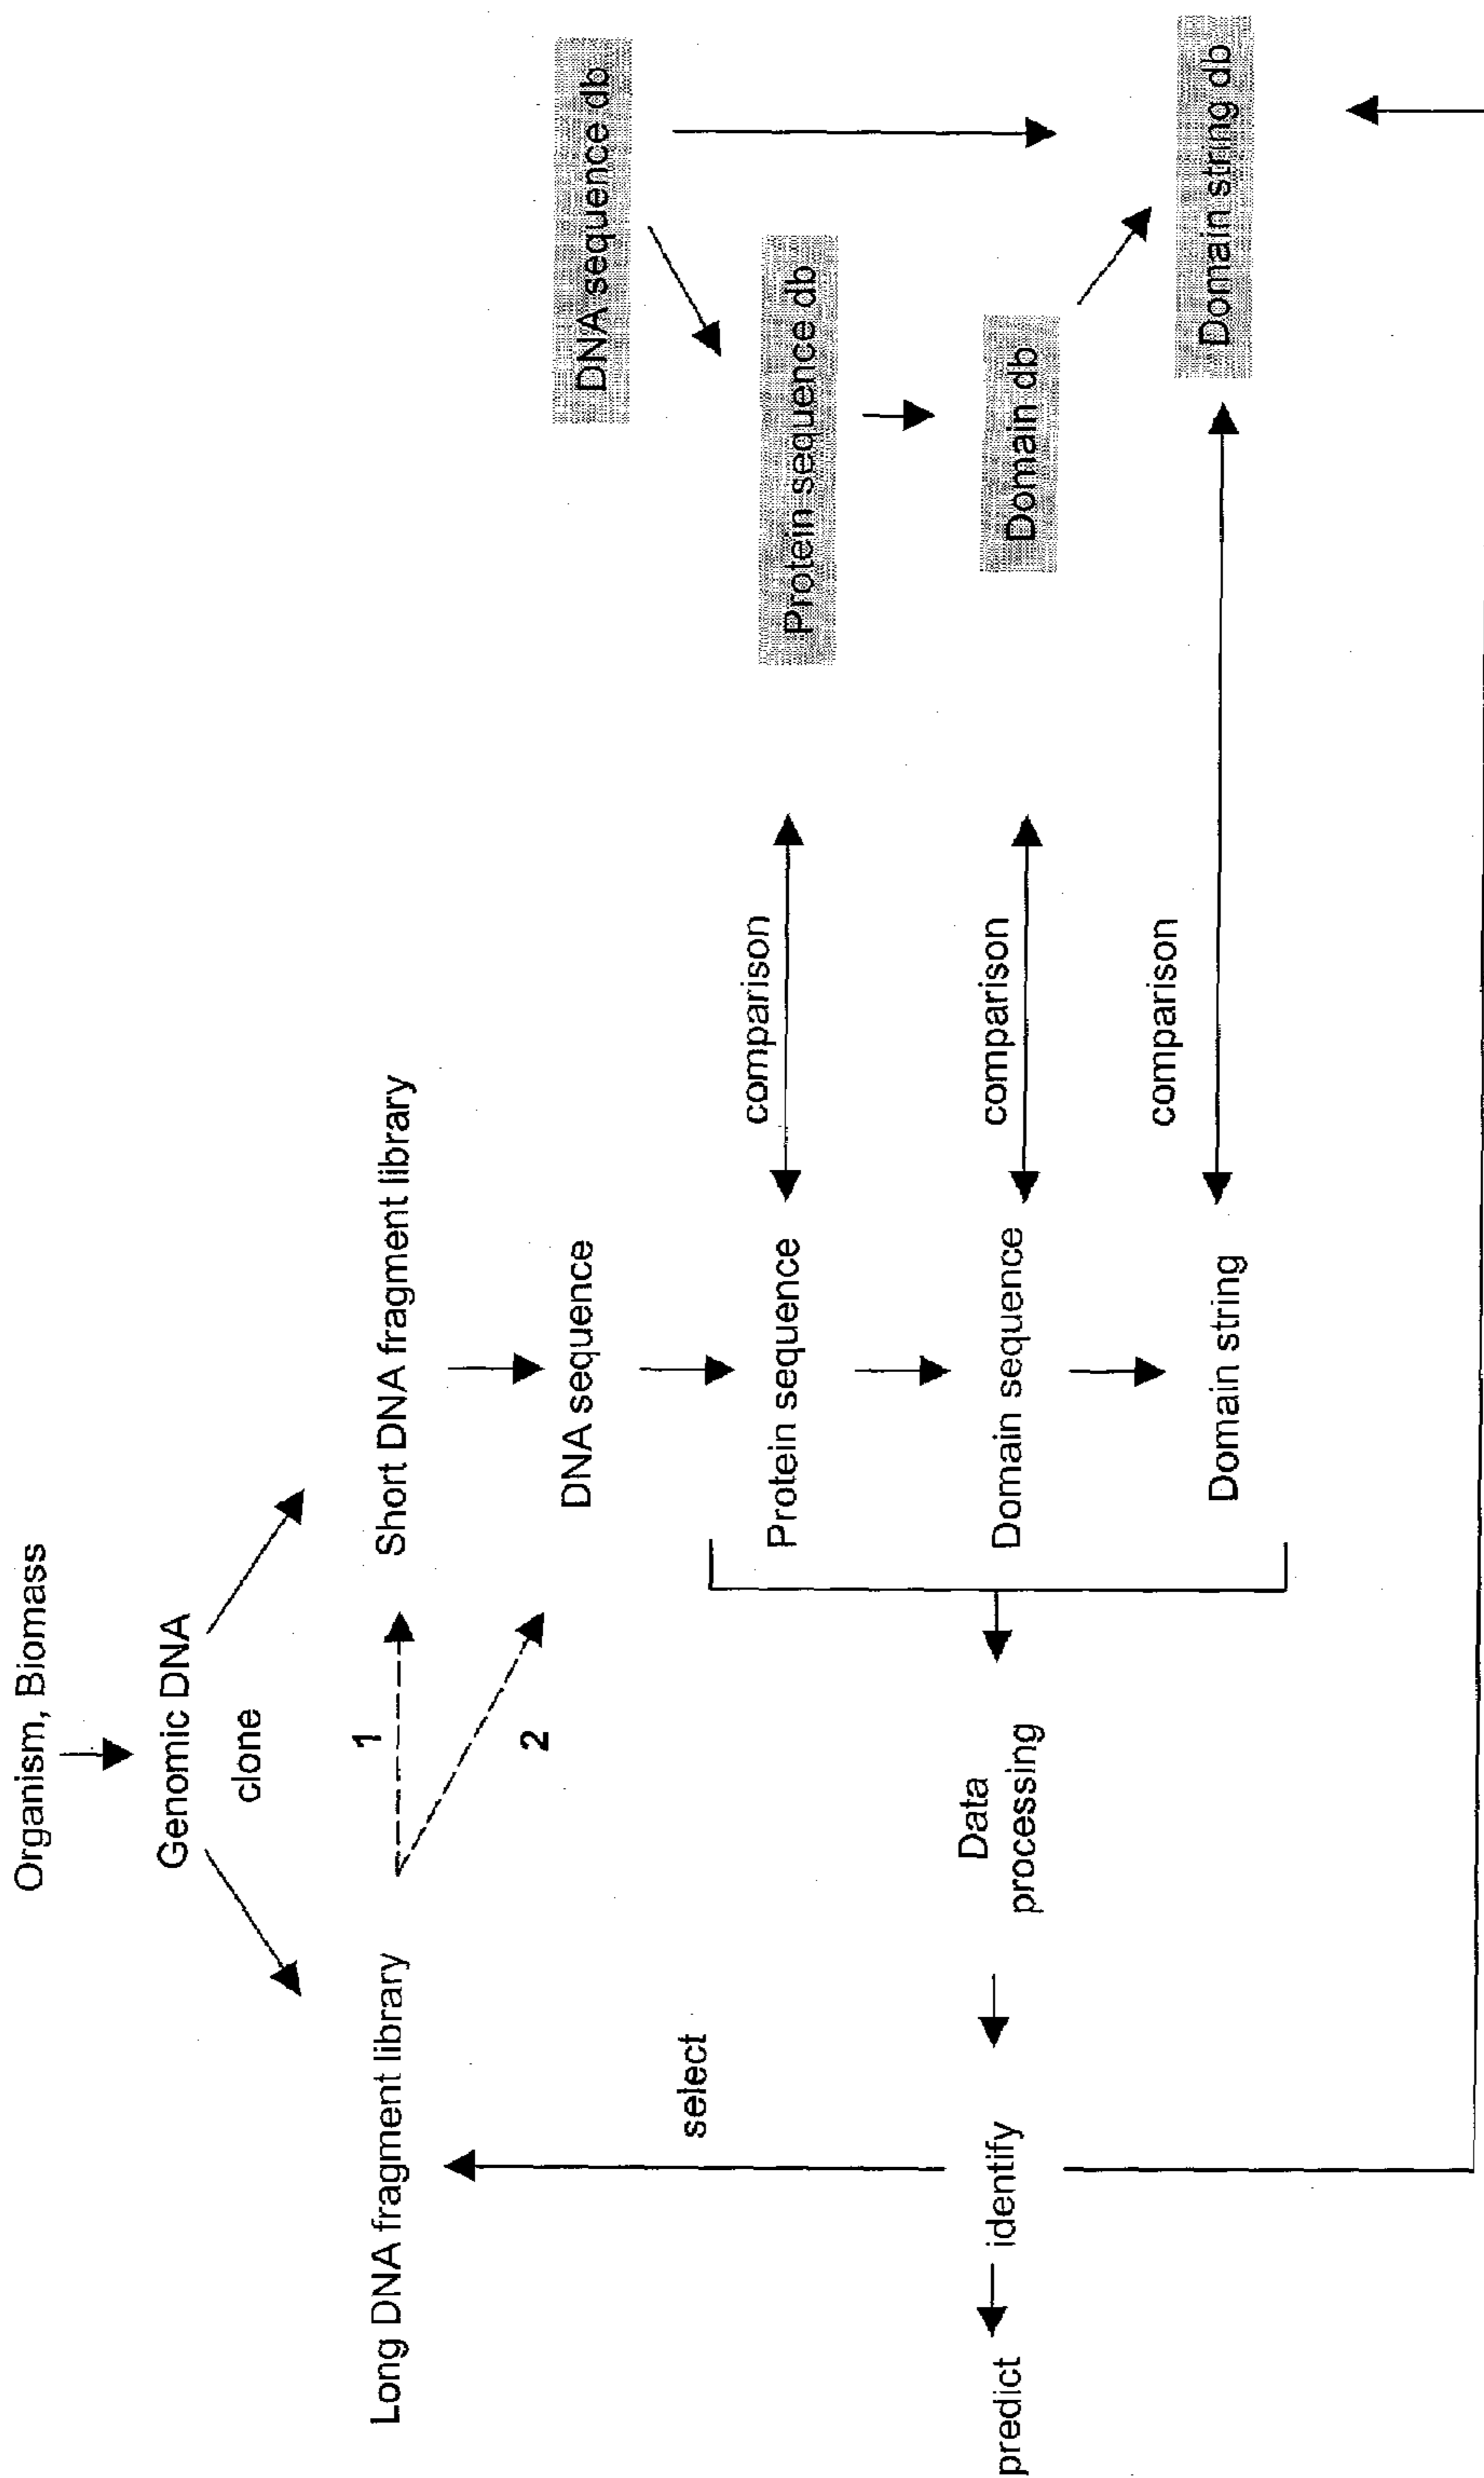 Organism, Biomass
Genomic DNA
clone
Long DNA fragment library
1
Short DNA fragment library
2
DNA sequence
DNA sequence db
select
comparison
Protein sequence
Protein sequence db
predict
identify
Data
processing
Domain sequence
comparison
Domain db
comparison
Domain string
Domain string db